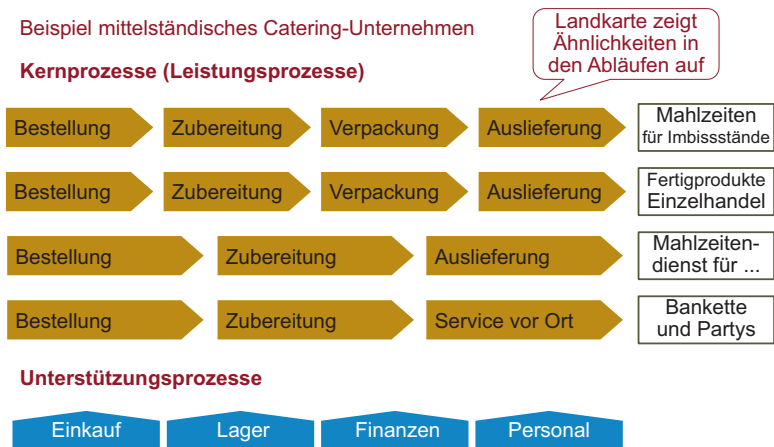 Beispiel mittelständisches Catering-Unternehmen
Landkarte zeigt
Ähnlichkeiten in
den Abläufen auf
Kernprozesse (Leistungsprozesse)
Bestellung Zubereitung Verpackung Auslieferung
Mahlzeiten
für Imbissstände
Bestellung Zubereitung Verpackung Auslieferung
Fertigprodukte
Einzelhandel
Bestellung Zubereitung Auslieferung
Mahlzeiten-
dienst für ...
Bestellung Zubereitung Service vor Ort
Bankette
und Partys
Unterstützungsprozesse
Einkauf Lager Finanzen Personal